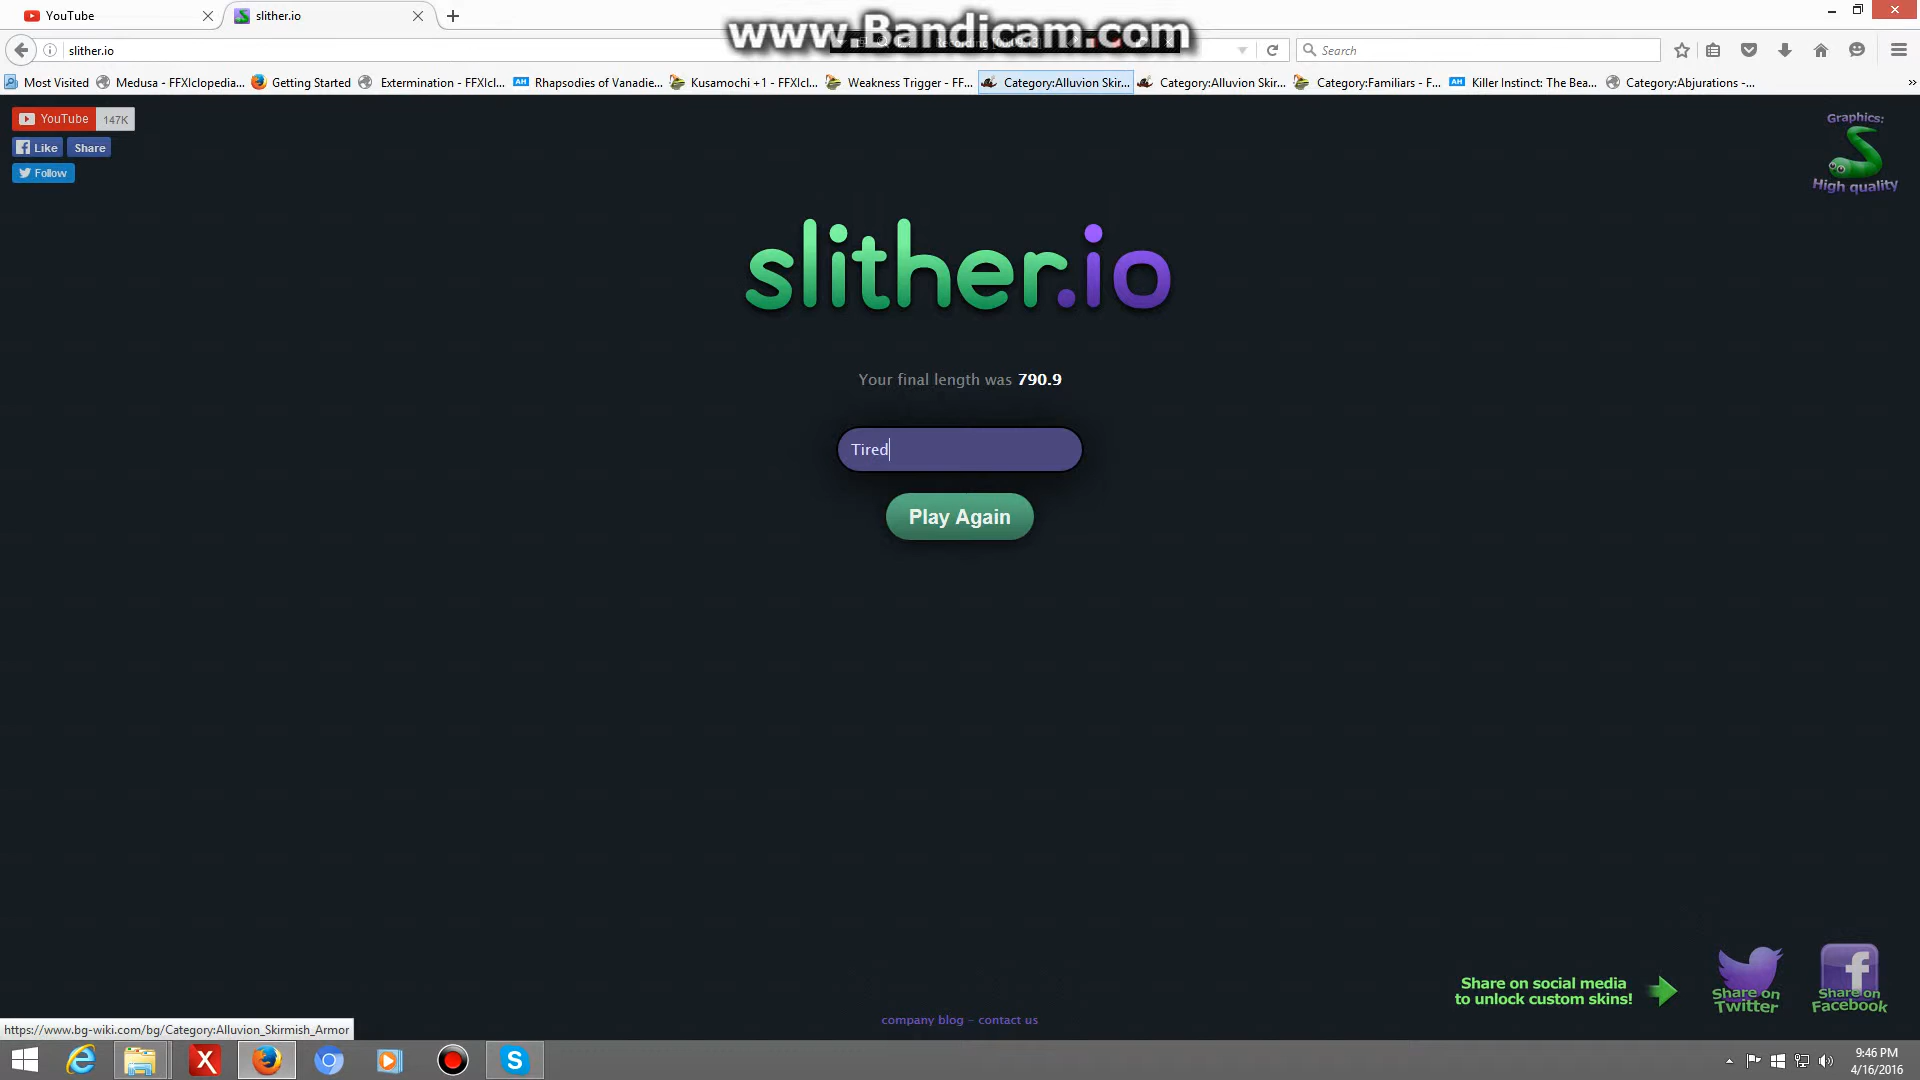 YouTube
slither.io
www.Bandicam.com
slither.io
Search
Most Visited
Medusa - FFXIclopedia...
Getting Started
Extermination - FFXIcl...
Rhapsodies of Vanadie...
Kusamochi +1 - FFXIcl...
Weakness Trigger - FF...
Category:Alluvion Skir...
Category:Alluvion Skir...
Category:Familiars - F...
Killer Instinct: The Bea...
Category:Abjurations -...
YouTube 147K
Like Share
Follow
Graphics:
High quality
slither.io
Your final length was 790.9
Tired
Play Again
Share on social media
to unlock custom skins!
Share on
Twitter
Share on
Facebook
company blog - contact us
https://www.bg-wiki.com/bg/Category:Alluvion_Skirmish_Armor
9:46 PM
4/16/2016